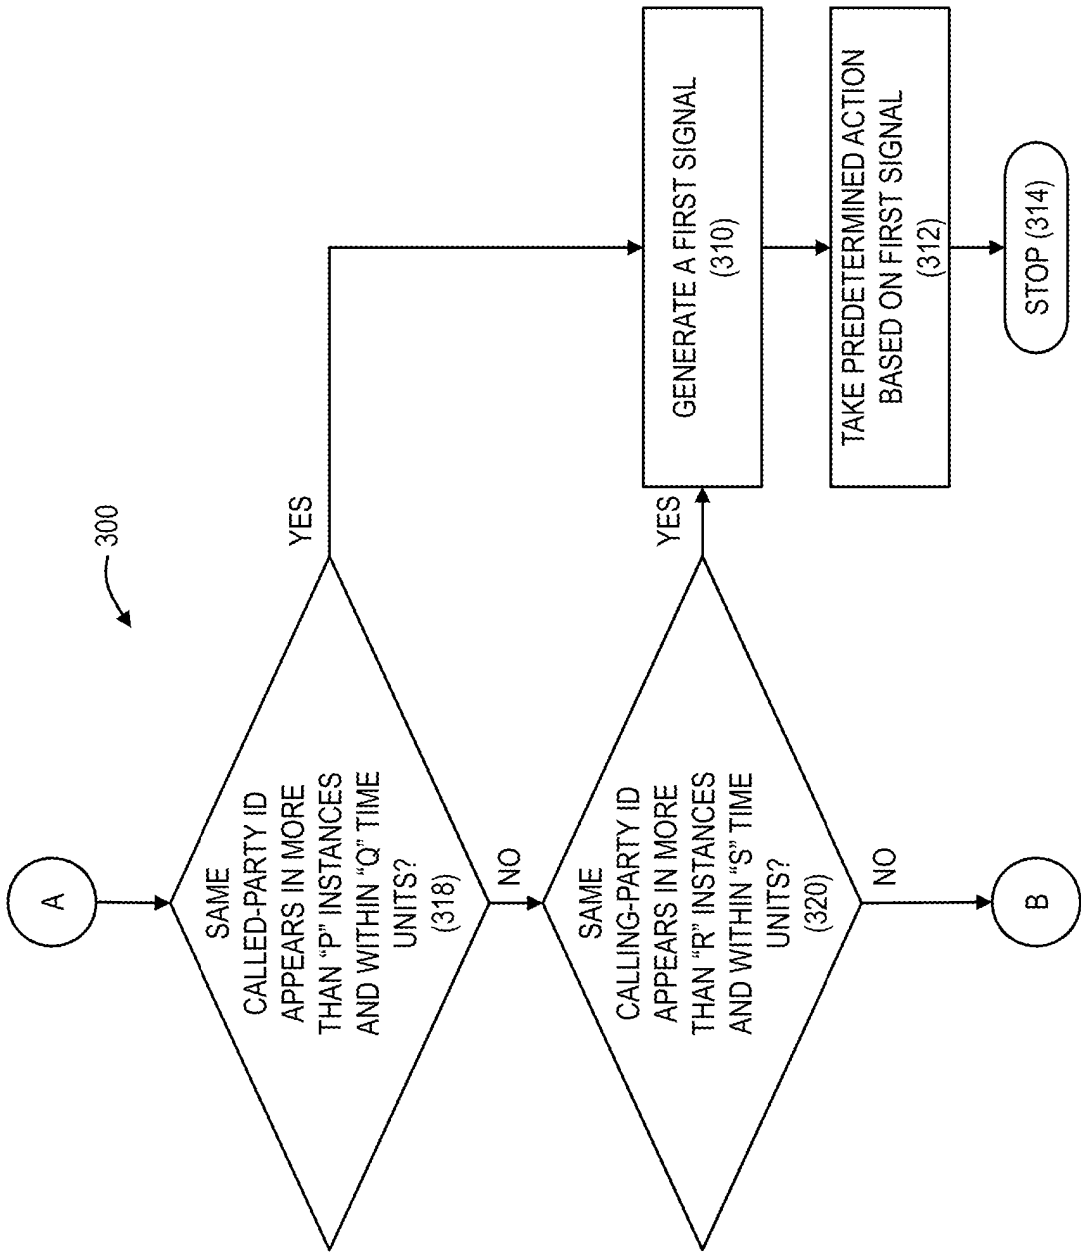 300
A
SAME
CALLED-PARTY ID
APPEARS IN MORE
THAN "P" INSTANCES
AND WITHIN "Q" TIME
UNITS?
(318)
YES
NO
SAME
CALLING-PARTY ID
APPEARS IN MORE
THAN "R" INSTANCES
AND WITHIN "S" TIME
UNITS?
(320)
YES
NO
B
GENERATE A FIRST SIGNAL
(310)
TAKE PREDETERMINED ACTION
BASED ON FIRST SIGNAL
(312)
STOP (314)